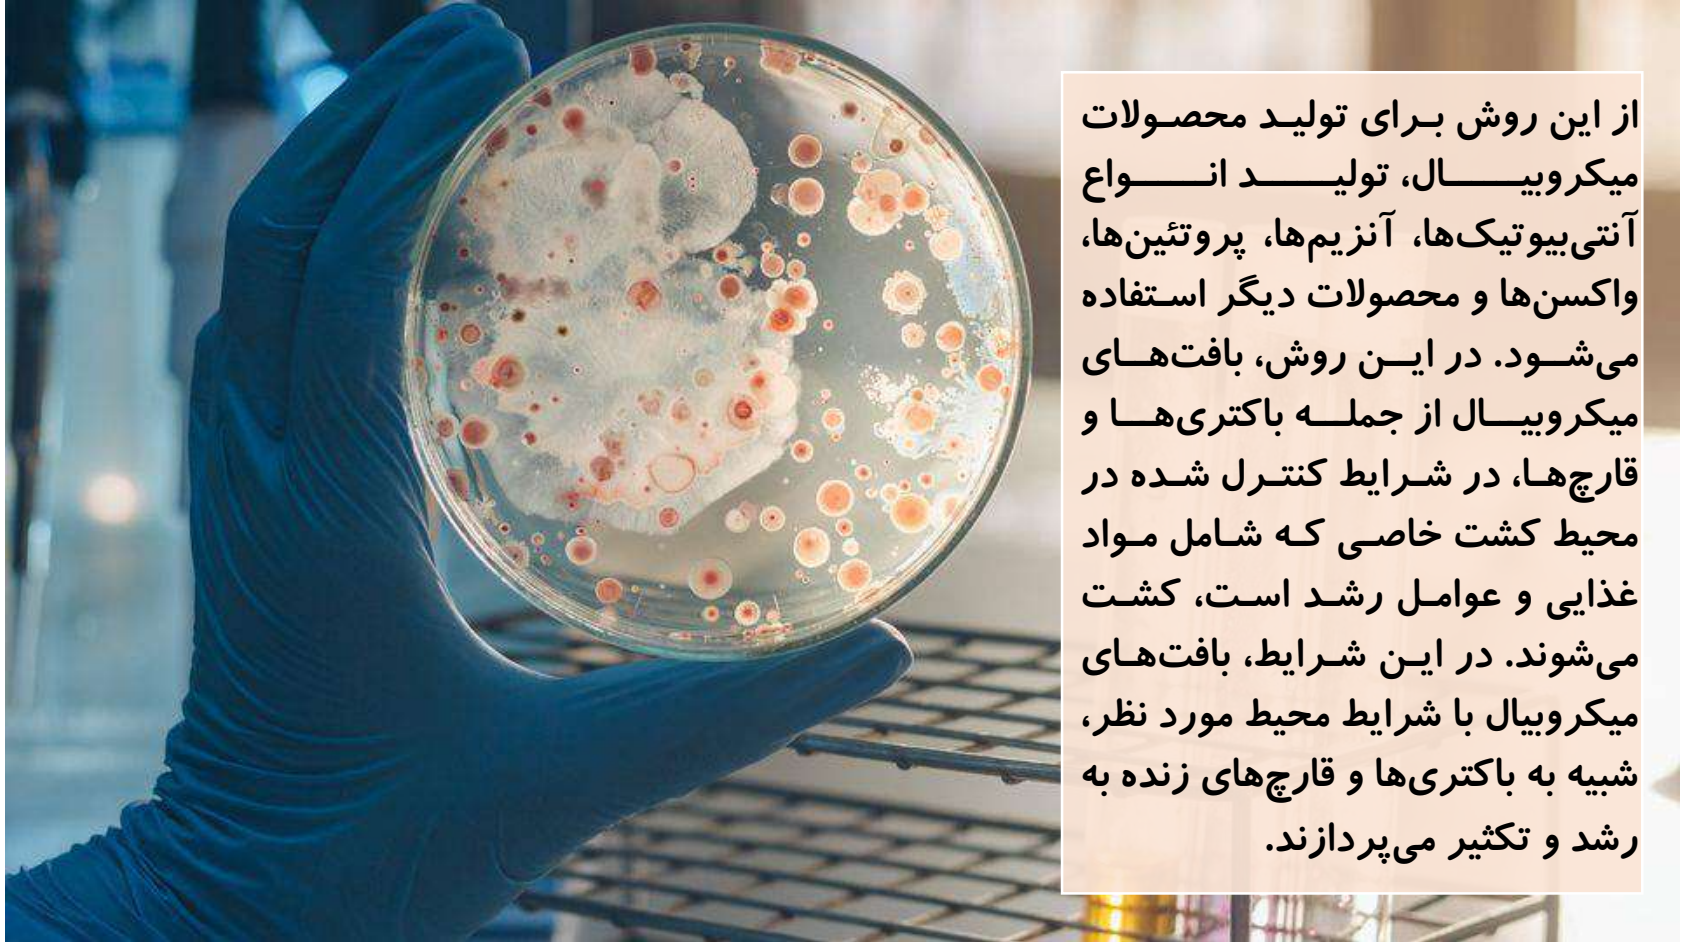 از این روش برای تولید محصولات
میکروبیال، تولید انواع
آنتی‌بیوتیک‌ها، آنزیم‌ها، پروتئین‌ها،
واکسن‌ها و محصولات دیگر استفاده
می‌شود. در این روش، بافت‌های
میکروبیال از جمله باکتری‌ها و
قارچ‌ها، در شرایط کنترل شده در
محیط کشت خاصی که شامل مواد
غذایی و عوامل رشد است، کشت
می‌شوند. در این شرایط، بافت‌های
میکروبیال با شرایط محیط مورد نظر،
شبیه به باکتری‌ها و قارچ‌های زنده به
رشد و تکثیر می‌پردازند.